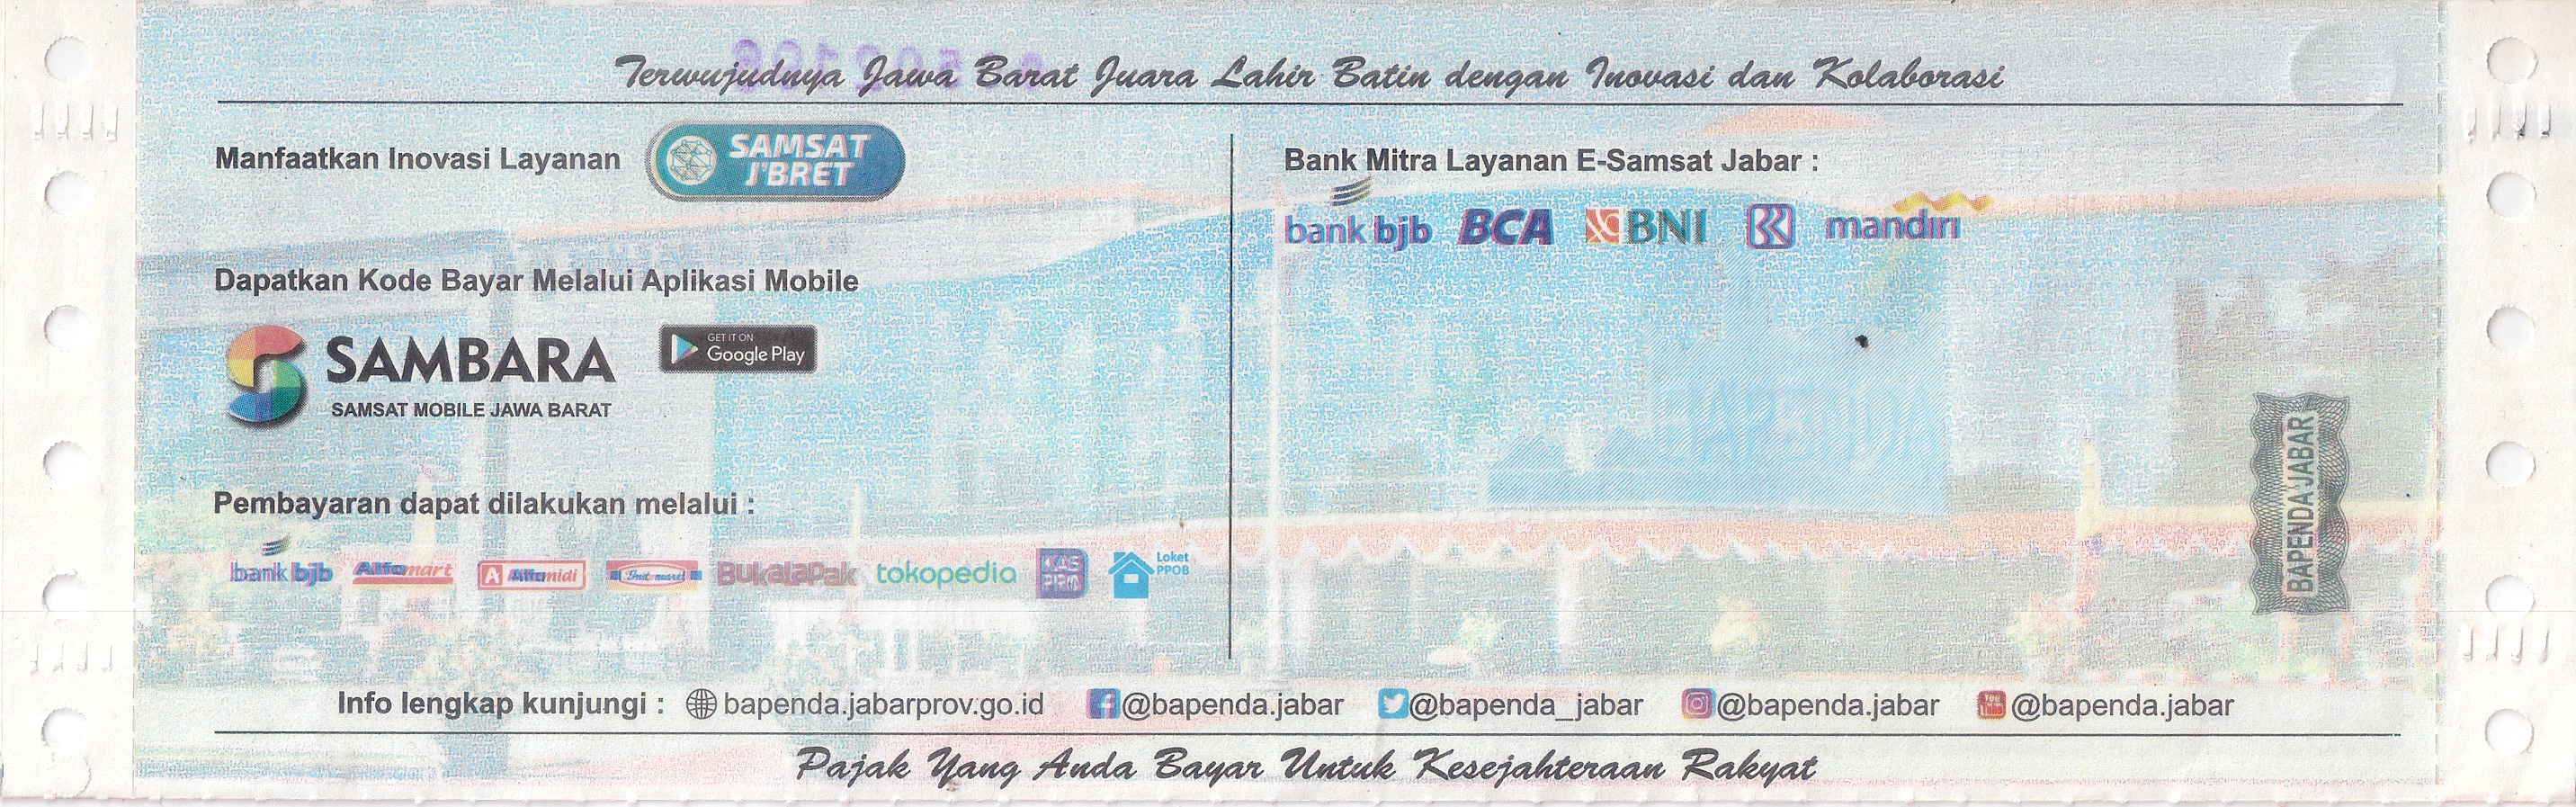 Terwujudnya Jawa Barat Juara Lahir Batin dengan Inovasi dan Kolaborasi
Manfaatkan Inovasi Layanan
SAMSAT
J'BRET
Dapatkan Kode Bayar Melalui Aplikasi Mobile
SAMBARA
SAMSAT MOBILE JAWA BARAT
GET IT ON
Google Play
Pembayaran dapat dilakukan melalui :
bank bjb Alfamart Alfamidi Indomaret BukalaPak tokopedia KAS PRO Loket PPOB
Bank Mitra Layanan E-Samsat Jabar :
bank bjb BCA BNI mandiri
BAPENDA JABAR
Info lengkap kunjungi : bapenda.jabarprov.go.id @bapenda.jabar @bapenda_jabar @bapenda.jabar @bapenda.jabar
Pajak Yang Anda Bayar Untuk Kesejahteraan Rakyat